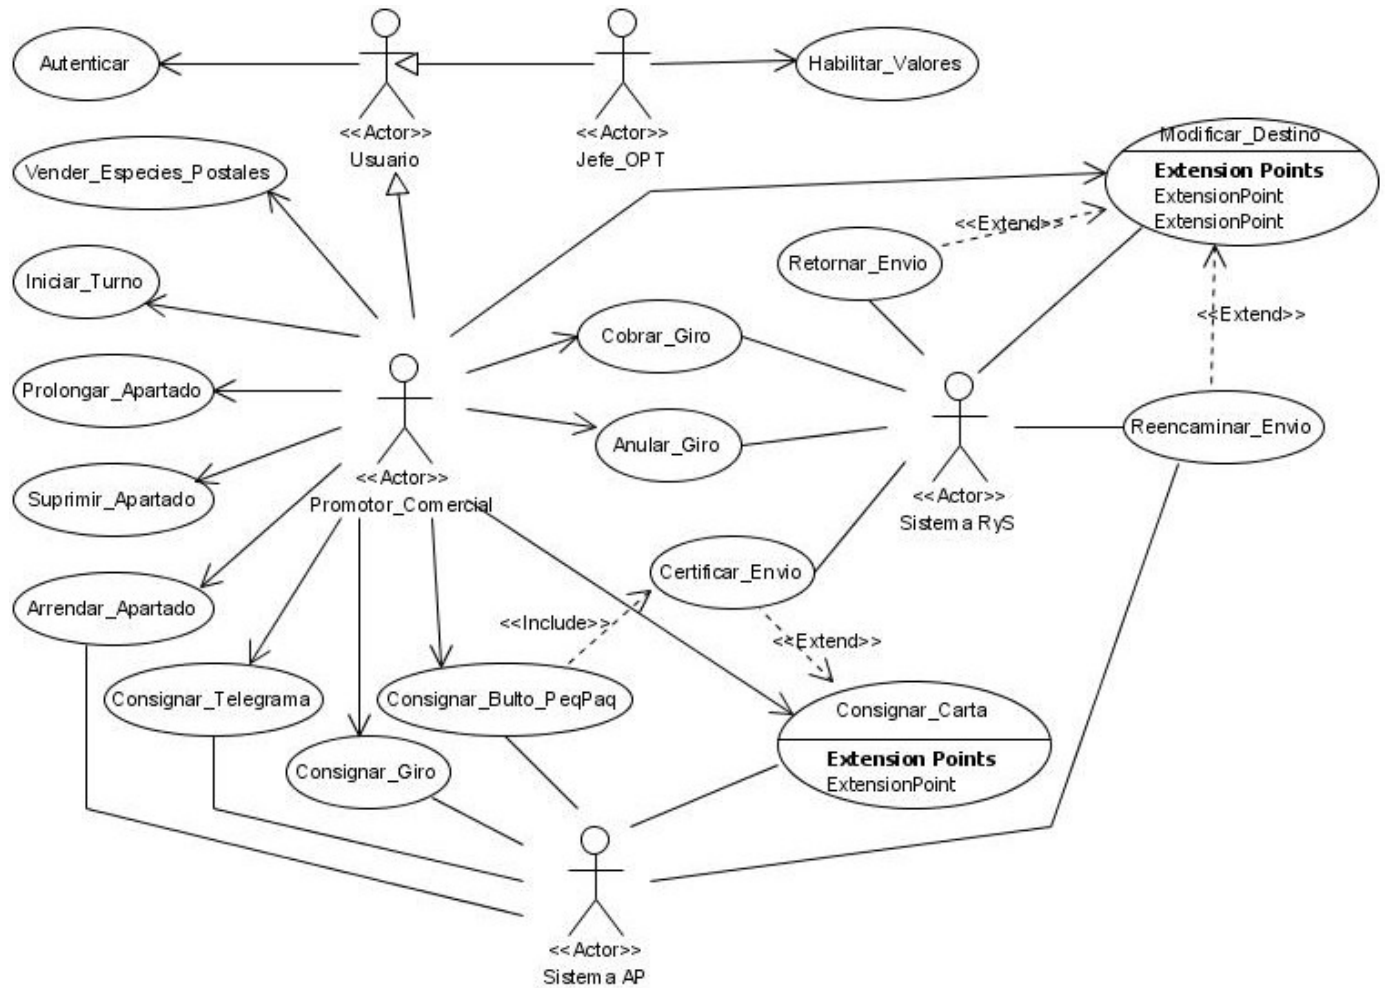 Autenticar
Habilitar_Valores
<<Actor>>
Usuario
<<Actor>>
Jefe_OPT
Modificar_Destino
Extension Points
ExtensionPoint
ExtensionPoint
Vender_Especies_Postales
<<Extend>>
Retornar_Envio
Iniciar_Turno
<<Extend>>
Cobrar_Giro
Prolongar_Apartado
Reencaminar_Envio
Anular_Giro
<<Actor>>
Promotor_Comercial
<<Actor>>
Sistema RyS
Suprimir_Apartado
Certificar_Envio
Arrendar_Apartado
<<Include>>
<<Extend>>
Consignar_Telegrama
Consignar_Bulto_PeqPaq
Consignar_Carta
Extension Points
ExtensionPoint
Consignar_Giro
<<Actor>>
Sistema AP